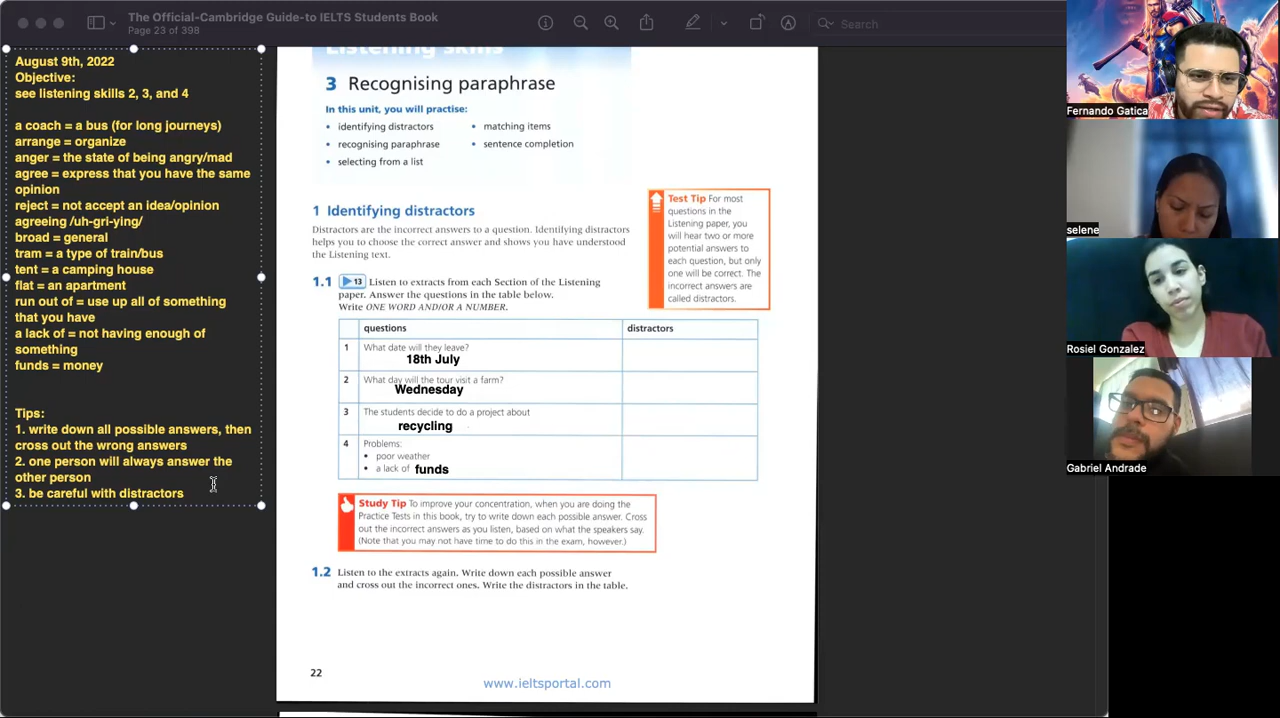 The Official-Cambridge Guide-to IELTS Students Book
Page 23 of 398
Search
August 9th, 2022
Objective:
see listening skills 2, 3, and 4
a coach = a bus (for long journeys)
arrange = organize
anger = the state of being angry/mad
agree = express that you have the same
opinion
reject = not accept an idea/opinion
agreeing /uh-gri-ying/
broad = general
tram = a type of train/bus
tent = a camping house
flat = an apartment
run out of = use up all of something
that you have
a lack of = not having enough of
something
funds = money
Tips:
1. write down all possible answers, then
cross out the wrong answers
2. one person will always answer the
other person
3. be careful with distractors
Listening skills
3 Recognising paraphrase
In this unit, you will practise:
• identifying distractors
• recognising paraphrase
• selecting from a list
• matching items
• sentence completion
1 Identifying distractors
Distractors are the incorrect answers to a question. Identifying distractors
helps you to choose the correct answer and shows you have understood
the Listening text.
Test Tip For most
questions in the
Listening paper, you
will hear two or more
potential answers to
each question, but only
one will be correct. The
incorrect answers are
called distractors.
1.1 13 Listen to extracts from each Section of the Listening
paper. Answer the questions in the table below.
Write ONE WORD AND/OR A NUMBER.
questions distractors
1 What date will they leave?
18th July
2 What day will the tour visit a farm?
Wednesday
3 The students decide to do a project about
recycling
4 Problems:
• poor weather
• a lack of funds
Study Tip To improve your concentration, when you are doing the
Practice Tests in this book, try to write down each possible answer. Cross
out the incorrect answers as you listen, based on what the speakers say.
(Note that you may not have time to do this in the exam, however.)
1.2 Listen to the extracts again. Write down each possible answer
and cross out the incorrect ones. Write the distractors in the table.
22
www.ieltsportal.com
Fernando Gatica
selene
Rosiel Gonzalez
Gabriel Andrade